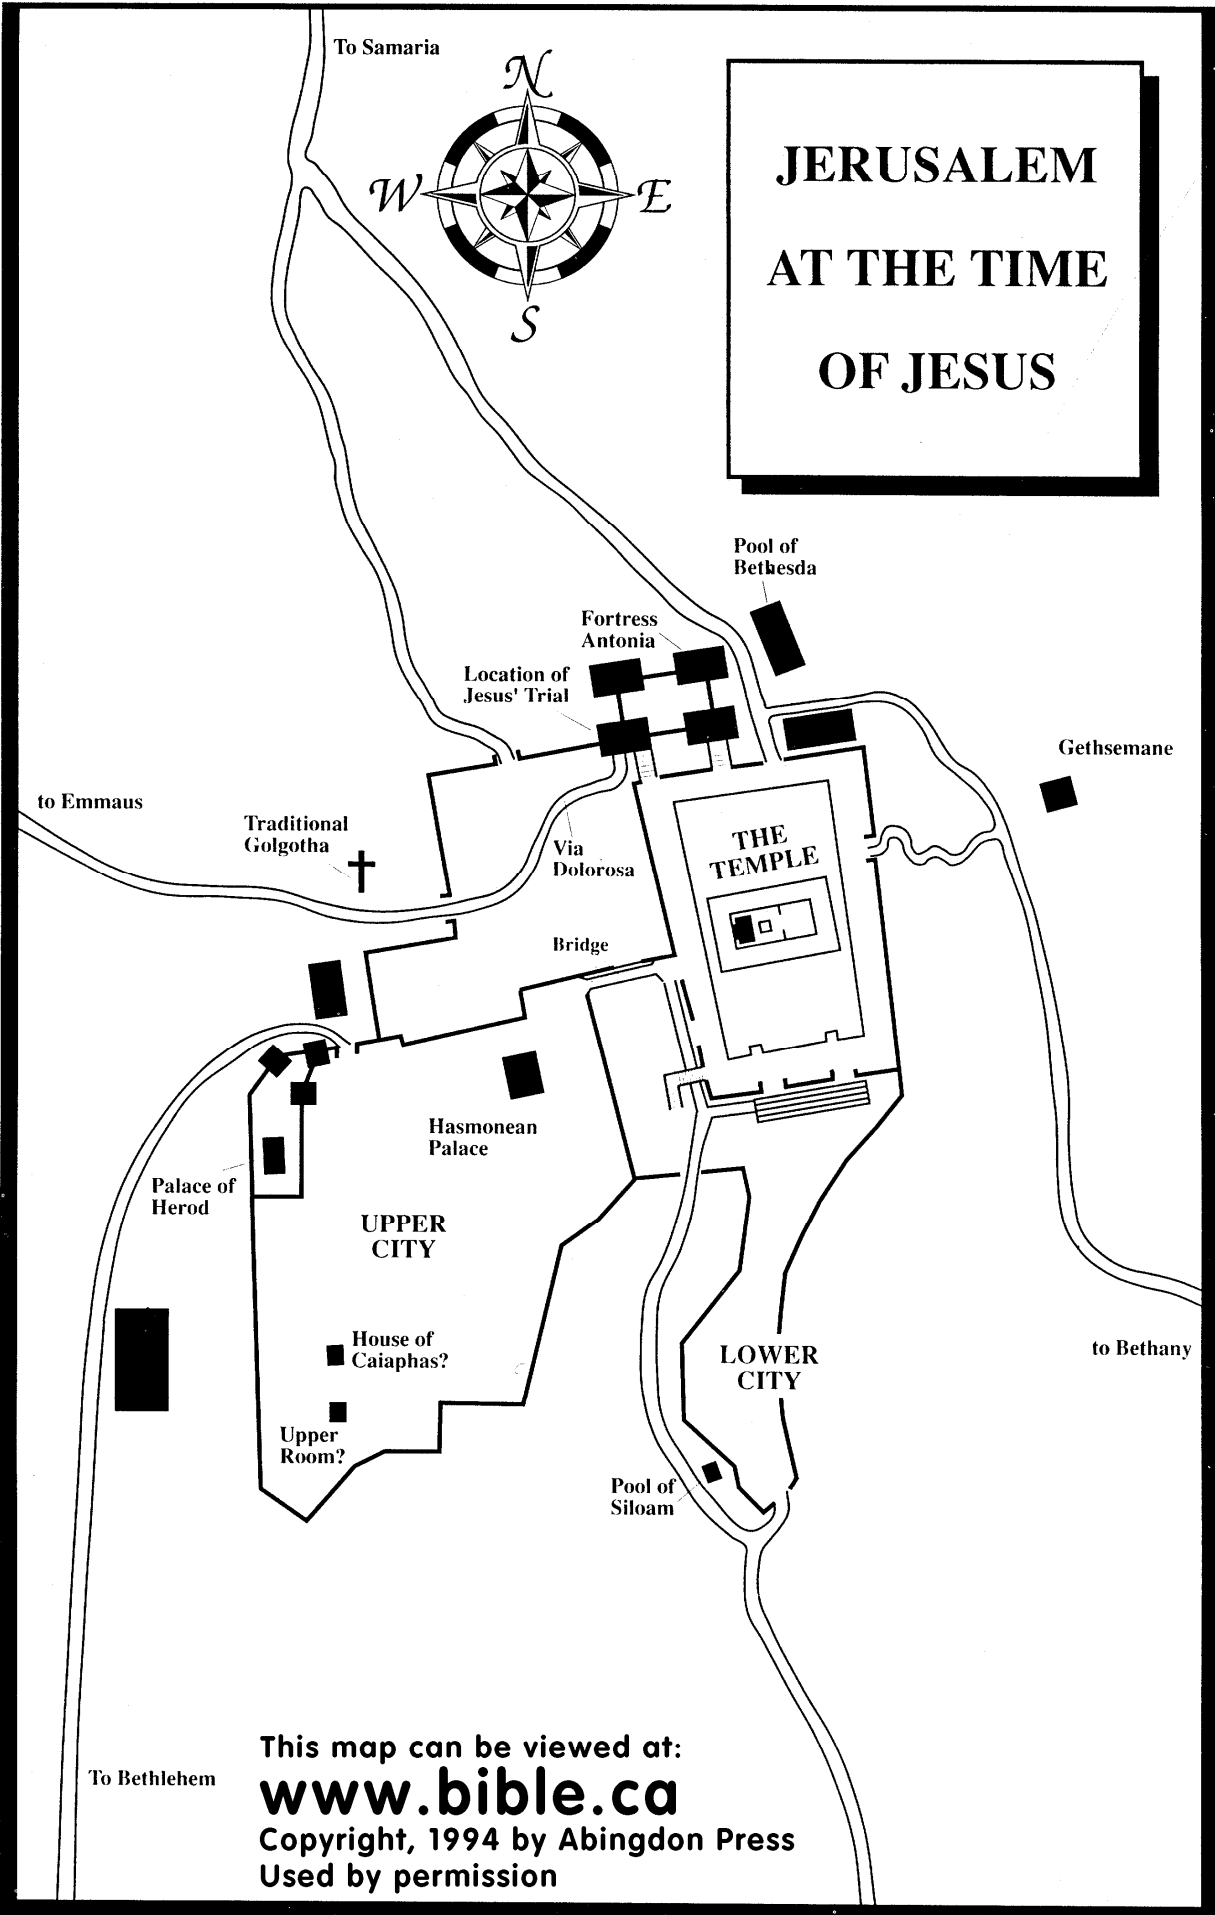 To Samaria
N
W
E
S
JERUSALEM
AT THE TIME
OF JESUS
Pool of
Bethesda
Fortress
Antonia
Location of
Jesus' Trial
Gethsemane
to Emmaus
Traditional
Golgotha
Via
Dolorosa
THE
TEMPLE
Bridge
Hasmonean
Palace
Palace of
Herod
UPPER
CITY
House of
Caiaphas?
LOWER
CITY
to Bethany
Upper
Room?
Pool of
Siloam
To Bethlehem
This map can be viewed at:
www.bible.ca
Copyright, 1994 by Abingdon Press
Used by permission